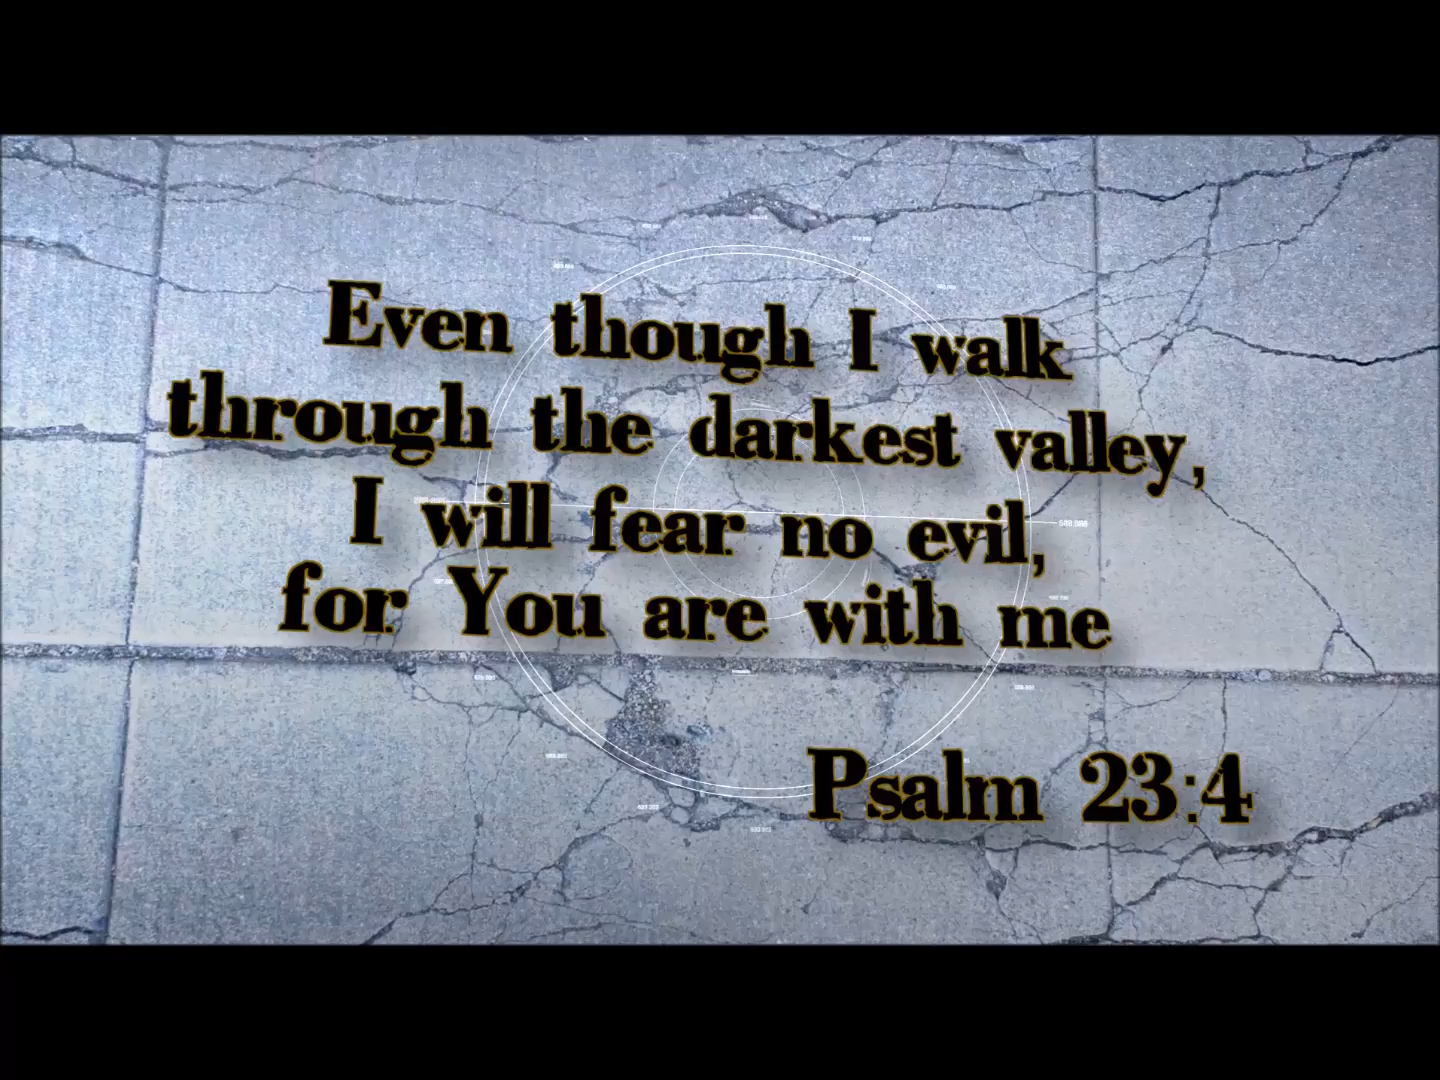 Even though I walk
through the darkest valley,
I will fear no evil,
for You are with me
Psalm 23:4